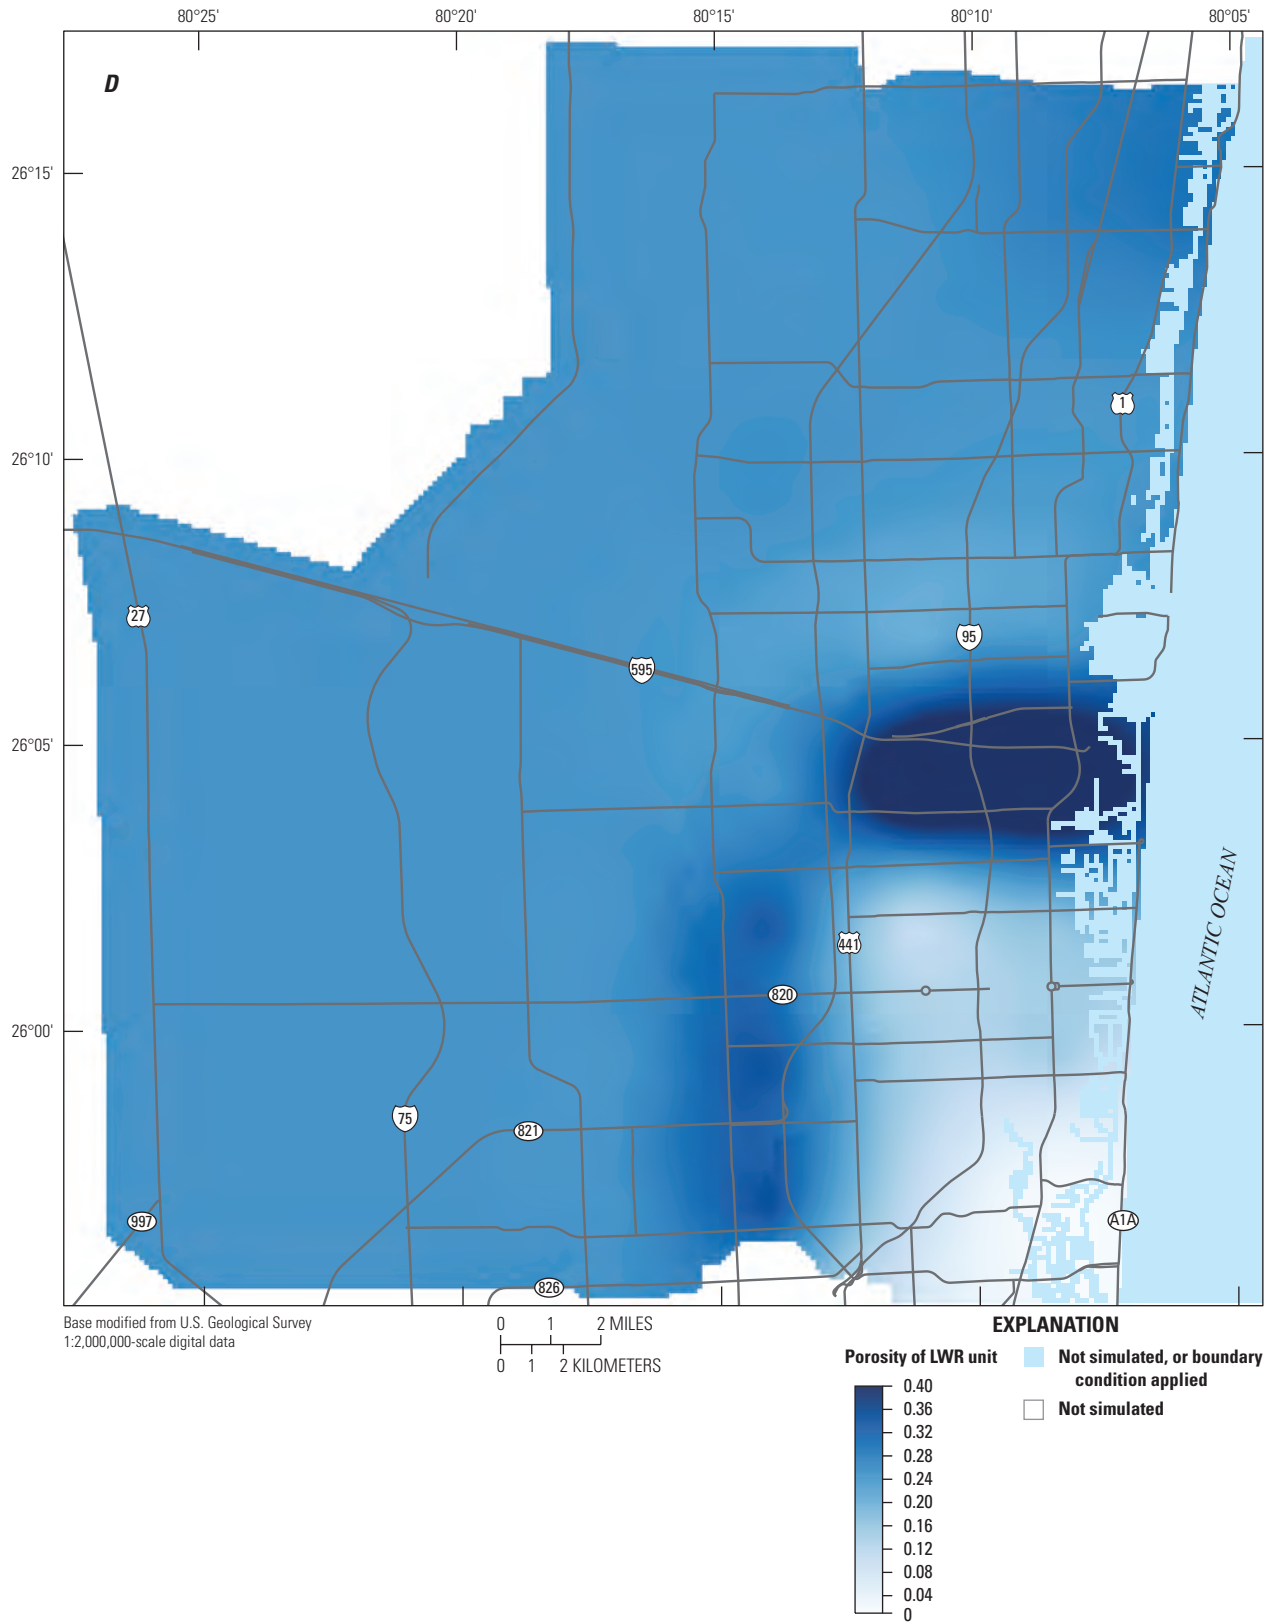 80°25' 80°20' 80°15' 80°10' 80°05'
D
26°15'
1
26°10'
27
95
595
26°05'
ATLANTIC OCEAN
441
820
26°00'
75
821
997
A1A
826
Base modified from U.S. Geological Survey
1:2,000,000-scale digital data
0 1 2 MILES
0 1 2 KILOMETERS
EXPLANATION
Porosity of LWR unit
0.40
0.36
0.32
0.28
0.24
0.20
0.16
0.12
0.08
0.04
0
Not simulated, or boundary
condition applied
Not simulated